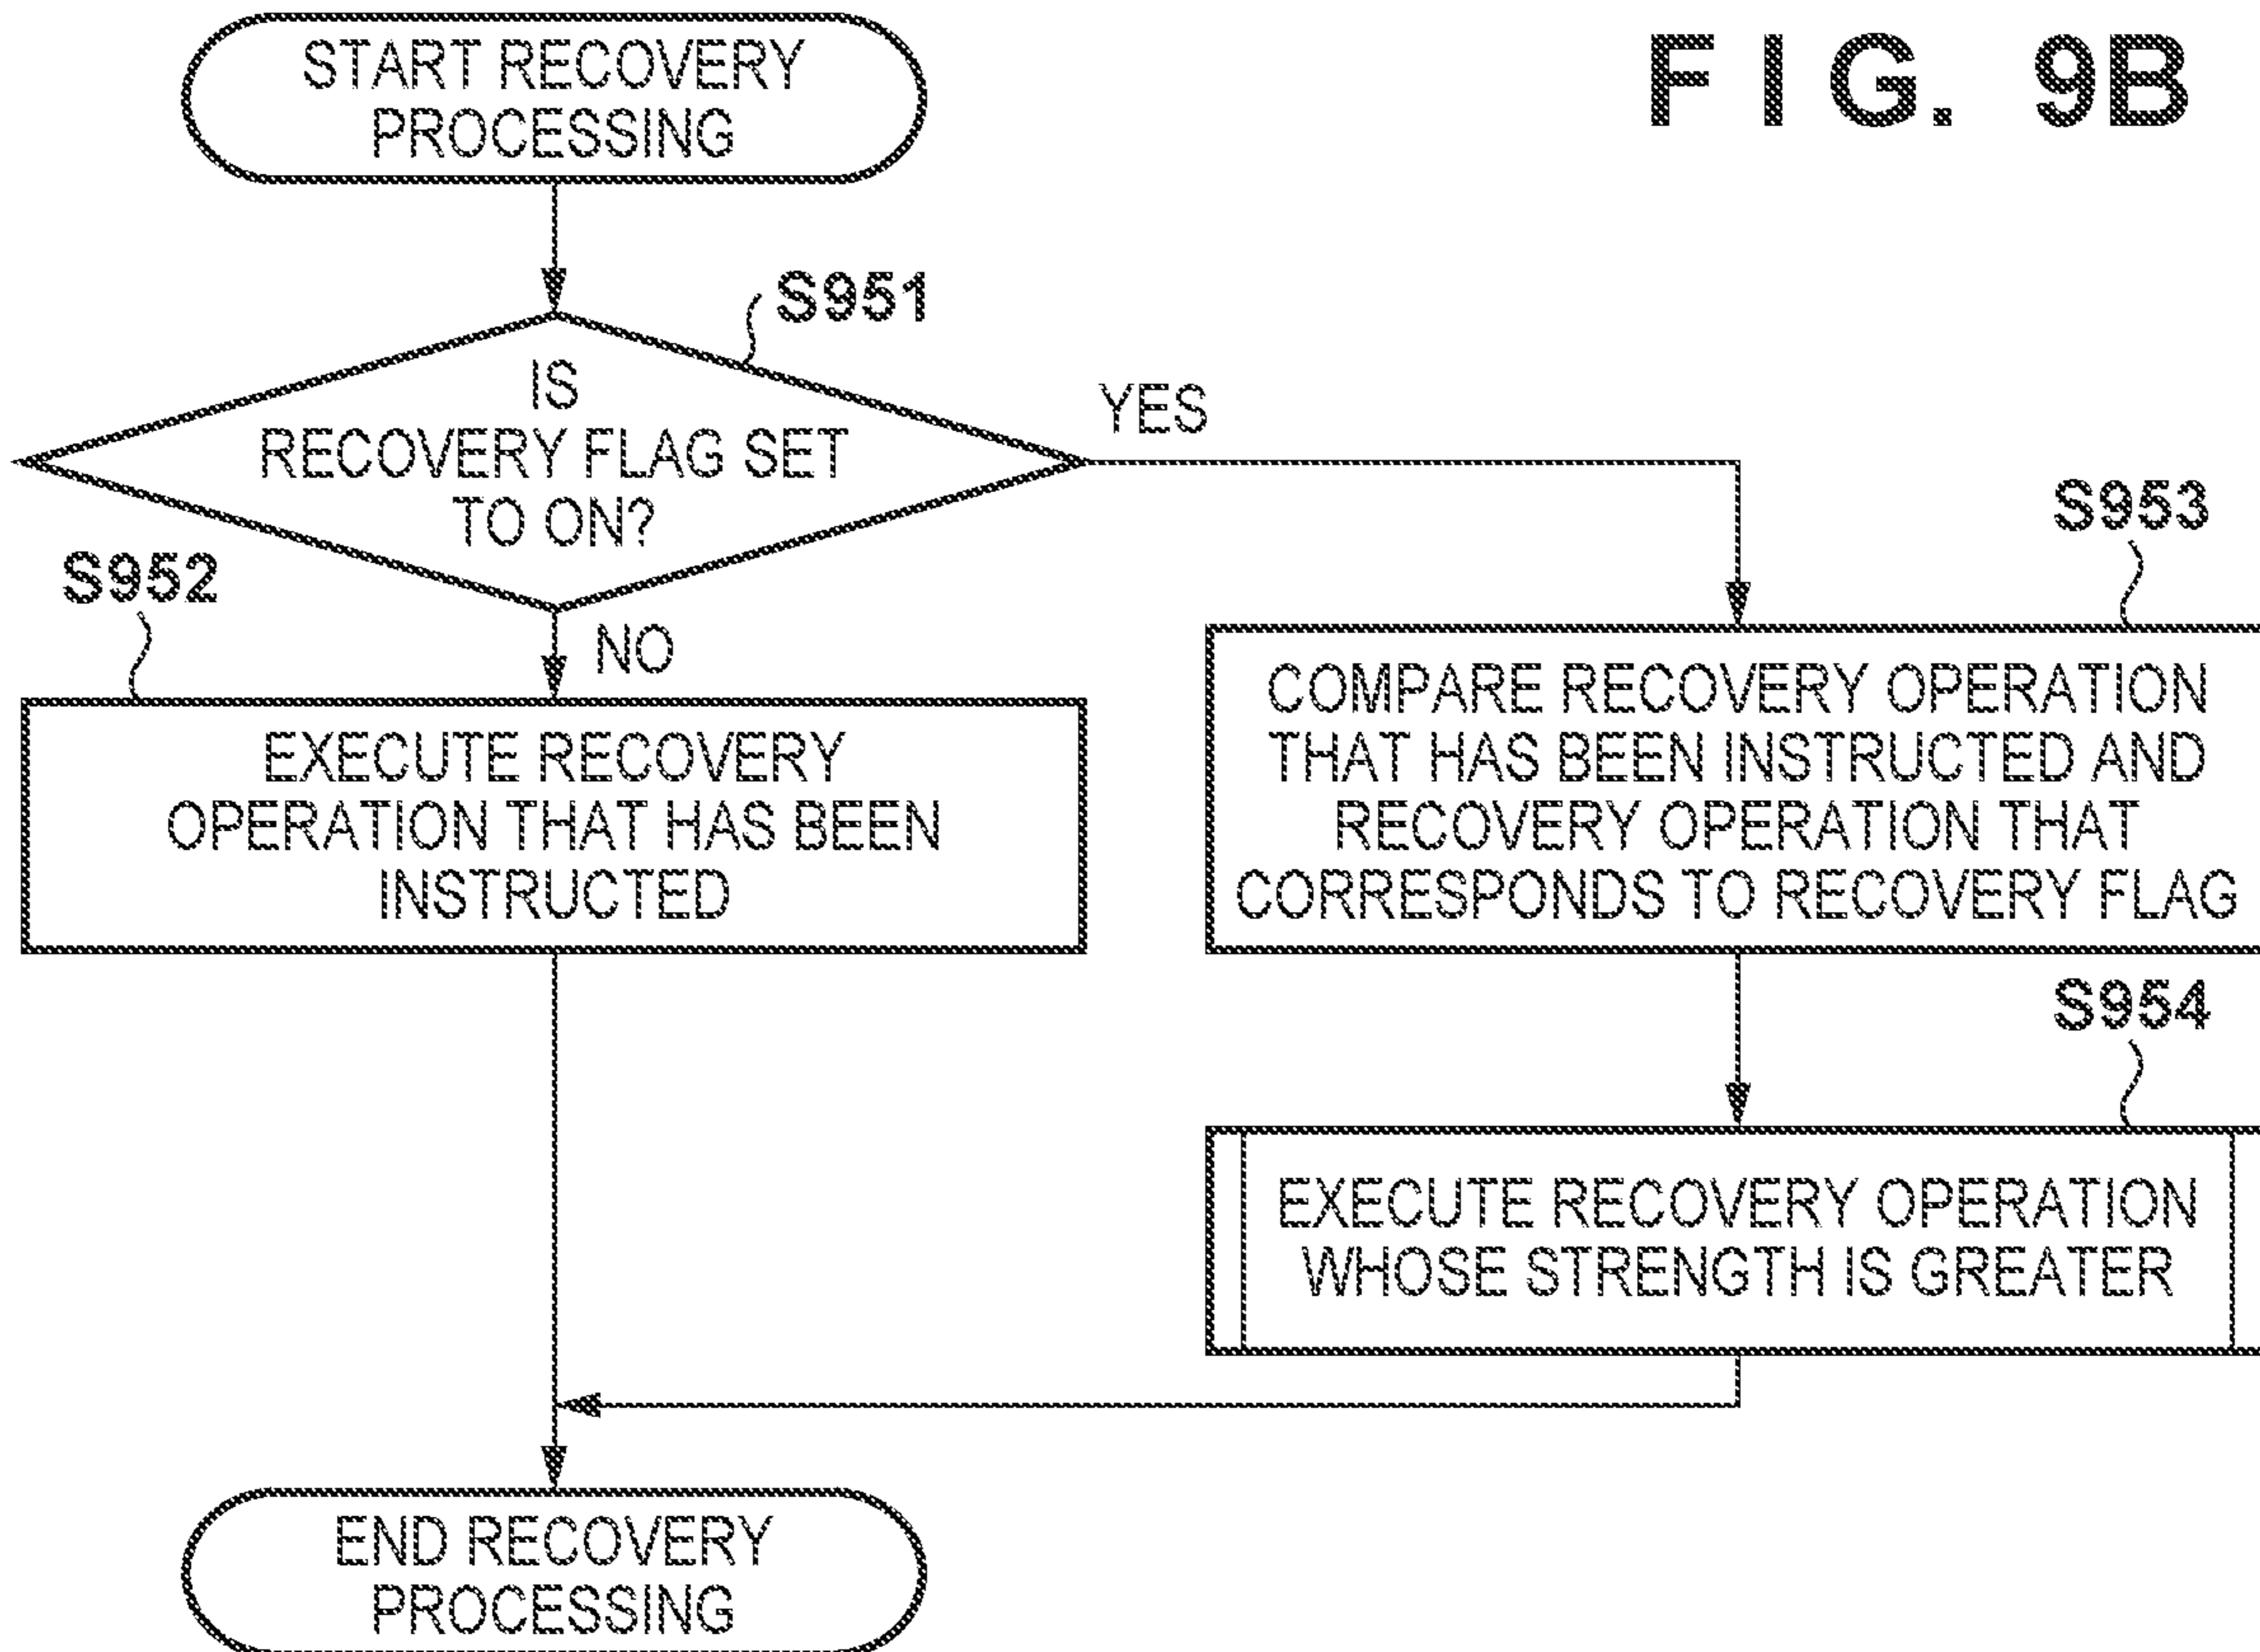 FIG. 9B
START RECOVERY
PROCESSING
S951
IS
RECOVERY FLAG SET
TO ON?
YES
NO
S952
EXECUTE RECOVERY
OPERATION THAT HAS BEEN
INSTRUCTED
S953
COMPARE RECOVERY OPERATION
THAT HAS BEEN INSTRUCTED AND
RECOVERY OPERATION THAT
CORRESPONDS TO RECOVERY FLAG
S954
EXECUTE RECOVERY OPERATION
WHOSE STRENGTH IS GREATER
END RECOVERY
PROCESSING